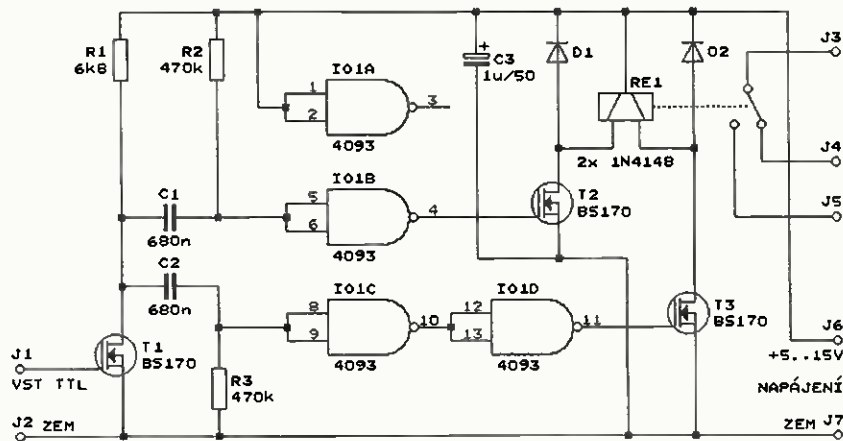 R1
6k8
R2
470k
C3
1u/50
D1
D2
RE1
J3
IO1A
1
2
3
4093
2x 1N4148
J4
C1
680n
IO1B
5
6
4
4093
T2
BS170
J5
C2
680n
IO1C
8
9
10
4093
IO1D
12
13
11
4093
T3
BS170
J1
VST TTL
T1
BS170
R3
470k
J6
+5..15V
NAPÁJENÍ
J2 ZEM
ZEM J7